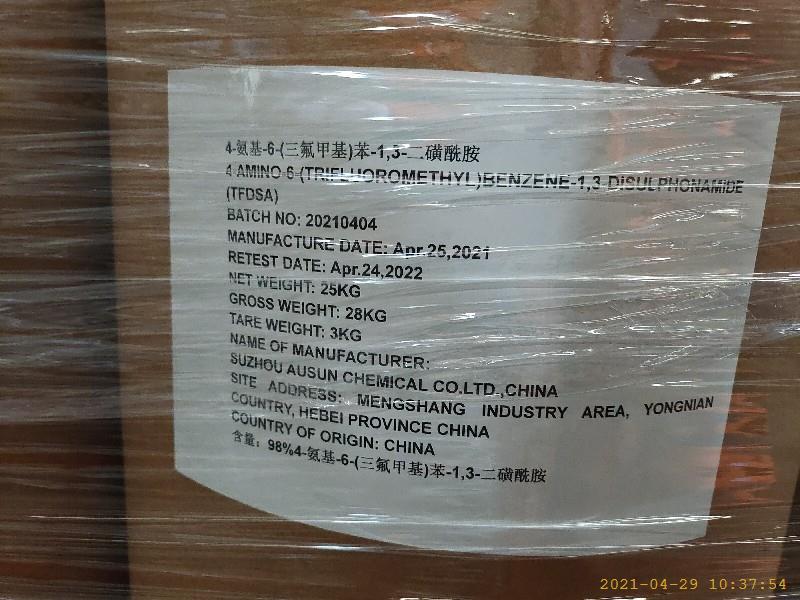 4-氨基-6-(三氟甲基)苯-1,3-二磺酰胺
4-AMINO-6-(TRIFLUOROMETHYL)BENZENE-1,3-DISULPHONAMIDE
(TFDSA)
BATCH NO: 20210404
MANUFACTURE DATE: Apr.25,2021
RETEST DATE: Apr.24,2022
NET WEIGHT: 25KG
GROSS WEIGHT: 28KG
TARE WEIGHT: 3KG
NAME OF MANUFACTURER:
SUZHOU AUSUN CHEMICAL CO.LTD.,CHINA
SITE ADDRESS: MENGSHANG INDUSTRY AREA, YONGNIAN
COUNTRY, HEBEI PROVINCE CHINA
COUNTRY OF ORIGIN: CHINA
含量：98%4-氨基-6-(三氟甲基)苯-1,3-二磺酰胺
2021-04-29 10:37:54